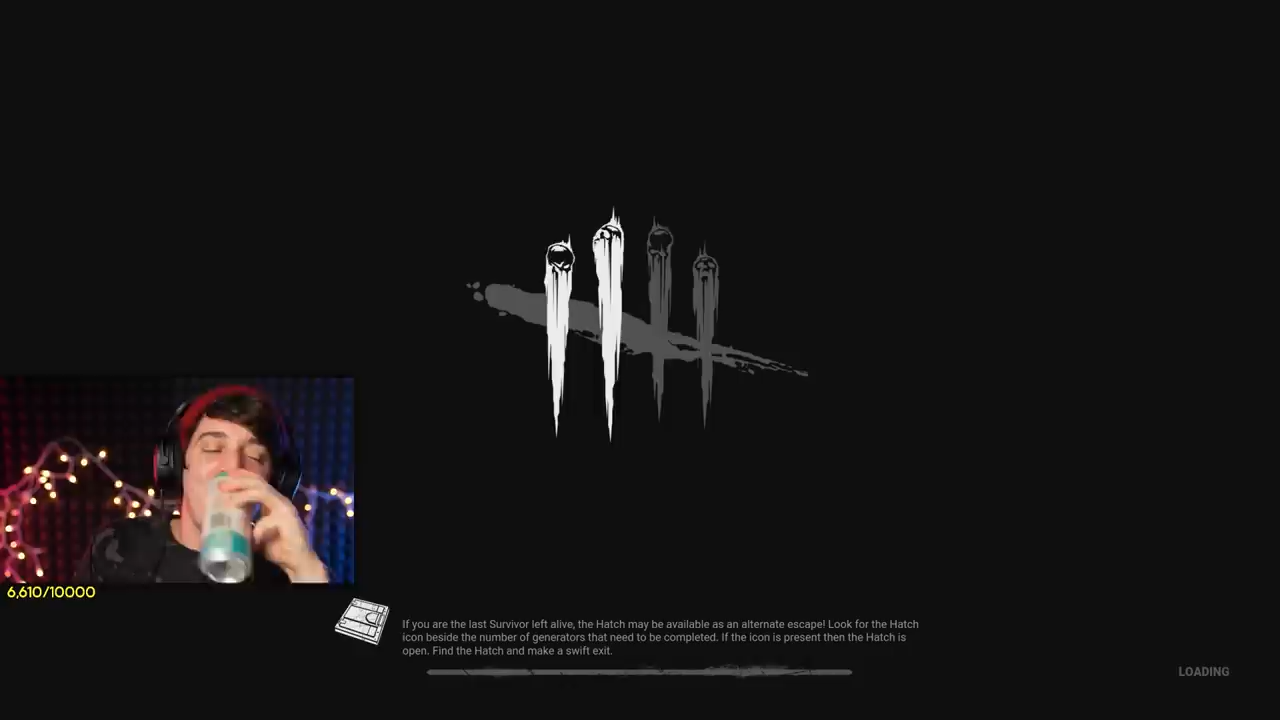 6,610/10000
If you are the last Survivor left alive, the Hatch may be available as an alternate escape! Look for the Hatch
icon beside the number of generators that need to be completed. If the icon is present then the Hatch is
open. Find the Hatch and make a swift exit.
LOADING